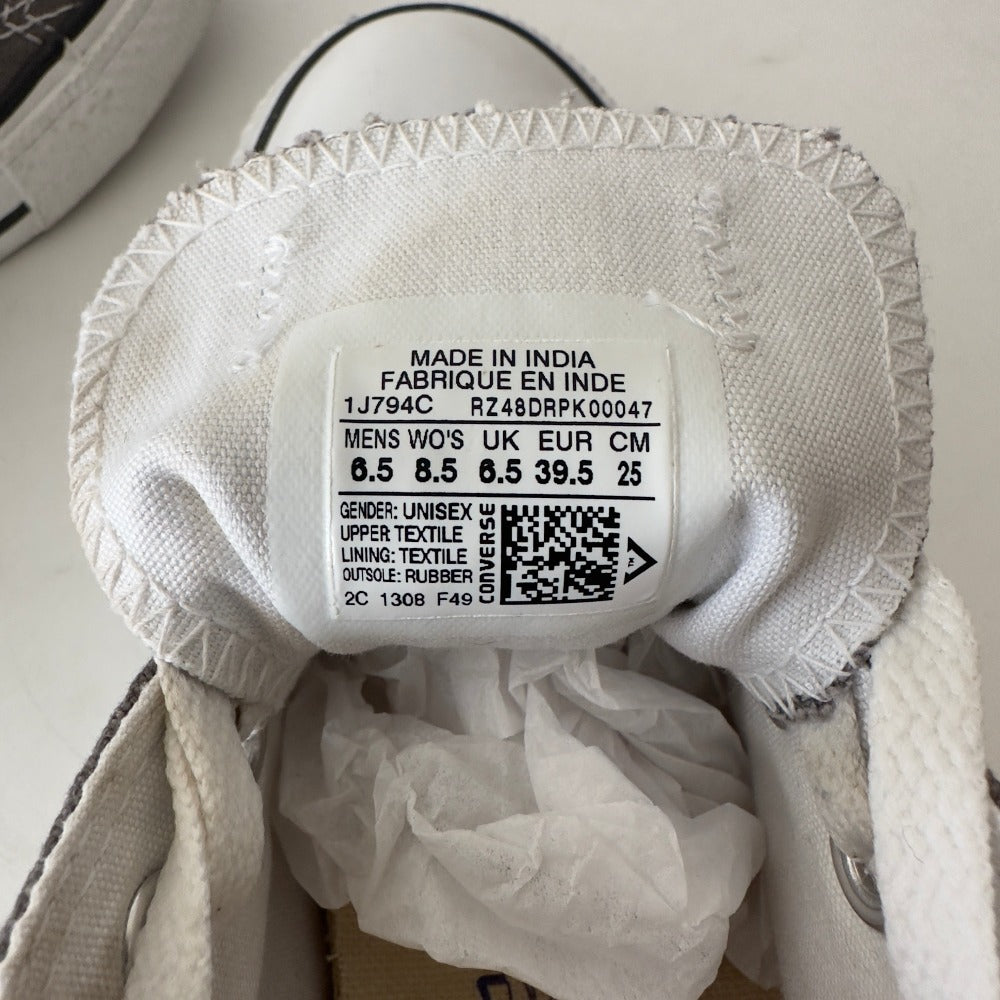 MADE IN INDIA
FABRIQUE EN INDE
1J794C RZ48DRPK00047
MENS WO'S UK EUR CM
6.5 8.5 6.5 39.5 25
GENDER: UNISEX
UPPER: TEXTILE
LINING: TEXTILE
OUTSOLE: RUBBER
2C 1308 F49
CONVERSE
TM